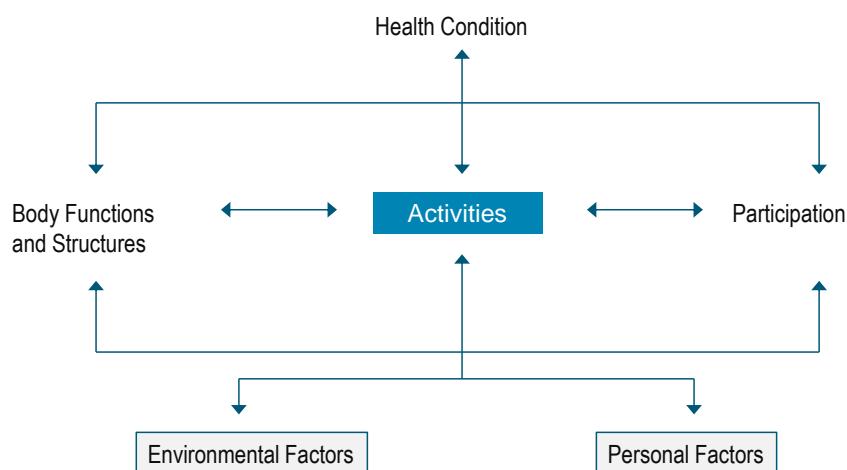 Health Condition
Body Functions
and Structures
Activities
Participation
Environmental Factors
Personal Factors